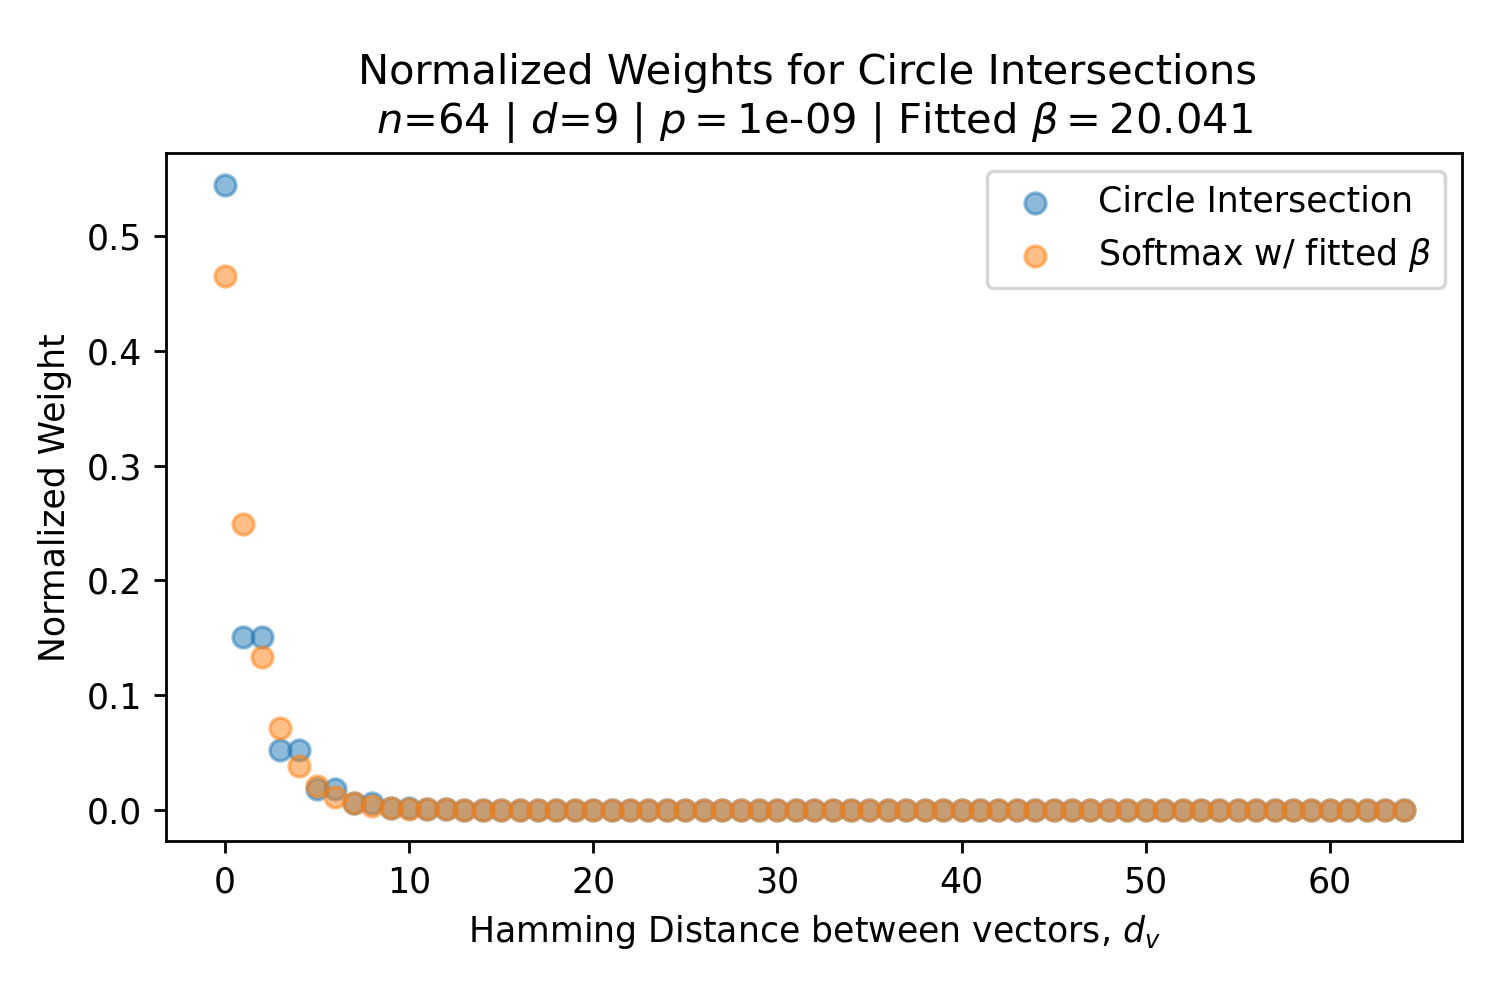 Normalized Weights for Circle Intersections
n=64 | d=9 | p = 1e-09 | Fitted β = 20.041
Circle Intersection
Softmax w/ fitted β
Normalized Weight
0.5
0.4
0.3
0.2
0.1
0.0
0 10 20 30 40 50 60
Hamming Distance between vectors, dᵥ